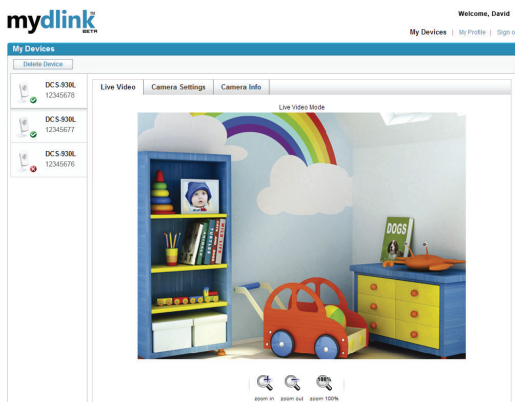 mydlink
BETA
Welcome, David
My Devices | My Profile | Sign o
My Devices
Delete Device
DCS-930L
12345678
DCS-930L
12345677
DCS-930L
12345676
Live Video
Camera Settings
Camera Info
Live Video Mode
DOGS
100%
zoom in
zoom out
zoom 100%